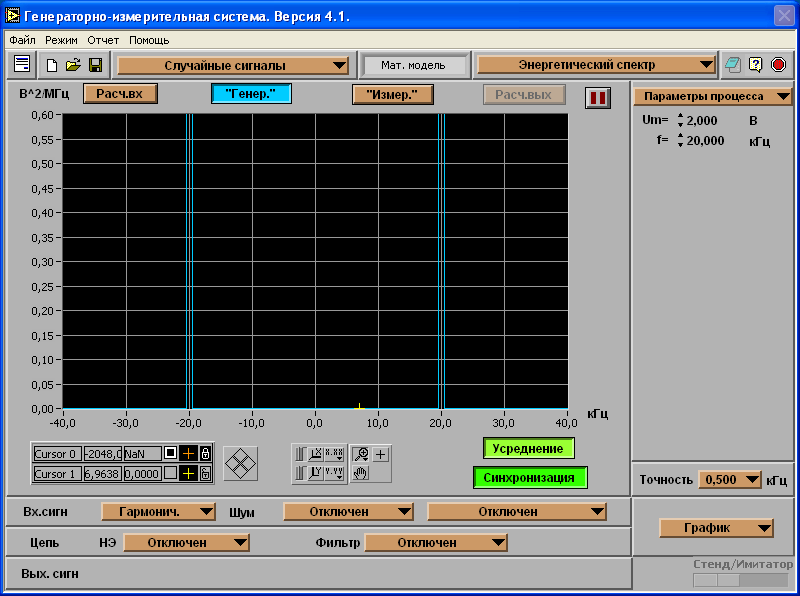 Генераторно-измерительная система. Версия 4.1.
Файл Режим Отчет Помощь
Случайные сигналы Мат. модель Энергетический спектр
В^2/МГц Расч.вх "Генер." "Измер." Расч.вых Параметры процесса
Um= 2,000 В
f= 20,000 кГц
0,60
0,55
0,50
0,45
0,40
0,35
0,30
0,25
0,20
0,15
0,10
0,05
0,00
-40,0 -30,0 -20,0 -10,0 0,0 10,0 20,0 30,0 40,0 кГц
Cursor 0 -2048,0 NaN
Cursor 1 6,9638 0,0000
X X.XX
Y Y.YY
Усреднение
Синхронизация
Точность 0,500 кГц
Вх.сигн Гармонич. Шум Отключен Отключен
График
Цепь НЭ Отключен Фильтр Отключен
Вых. сигн
Стенд/Имитатор